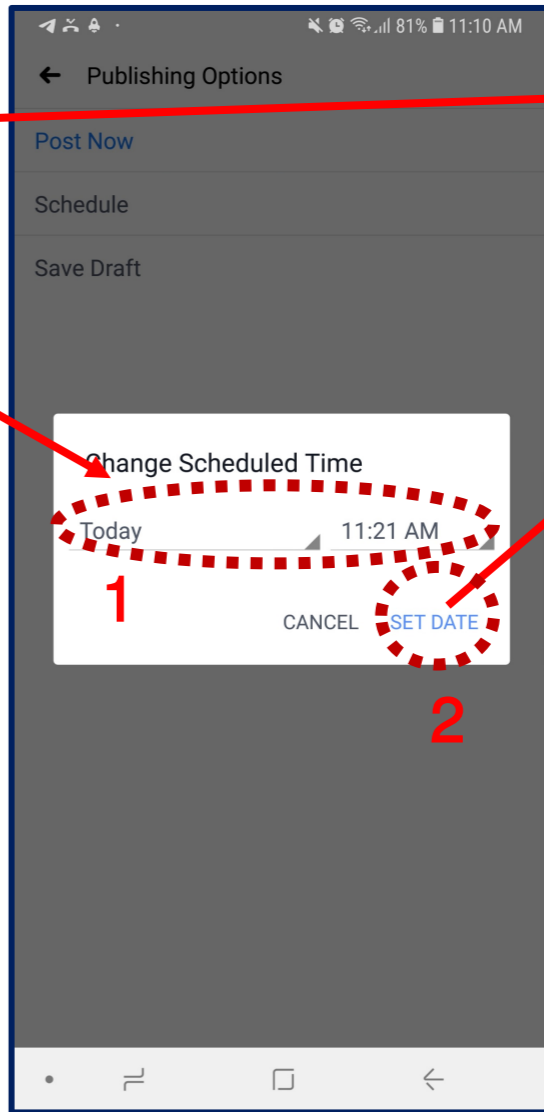 81% 11:10 AM
Publishing Options
Post Now
Schedule
Save Draft
Change Scheduled Time
Today 11:21 AM
1
CANCEL SET DATE
2